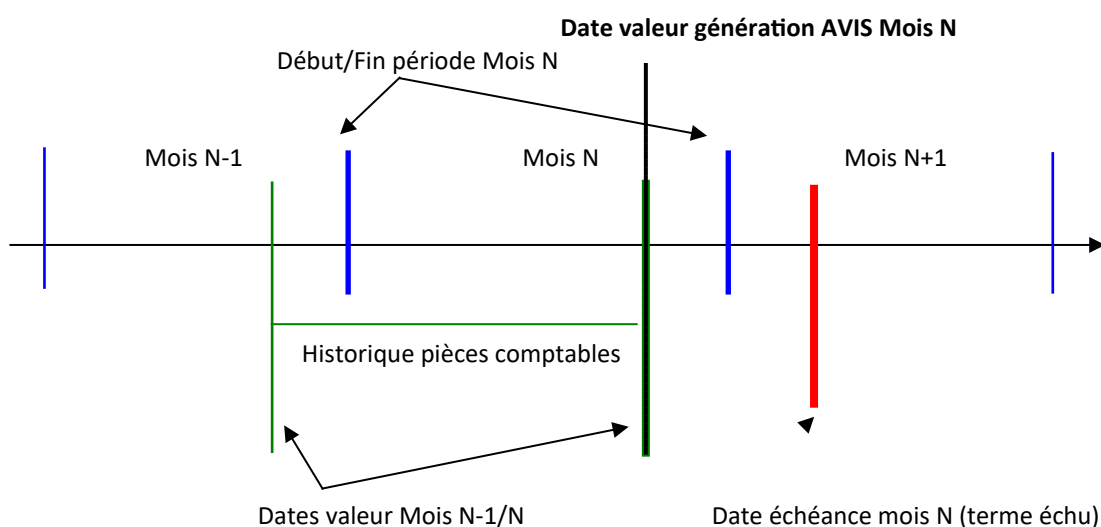 Date valeur génération AVIS Mois N
Début/Fin période Mois N
Mois N-1
Mois N
Mois N+1
Historique pièces comptables
Dates valeur Mois N-1/N
Date échéance mois N (terme échu)